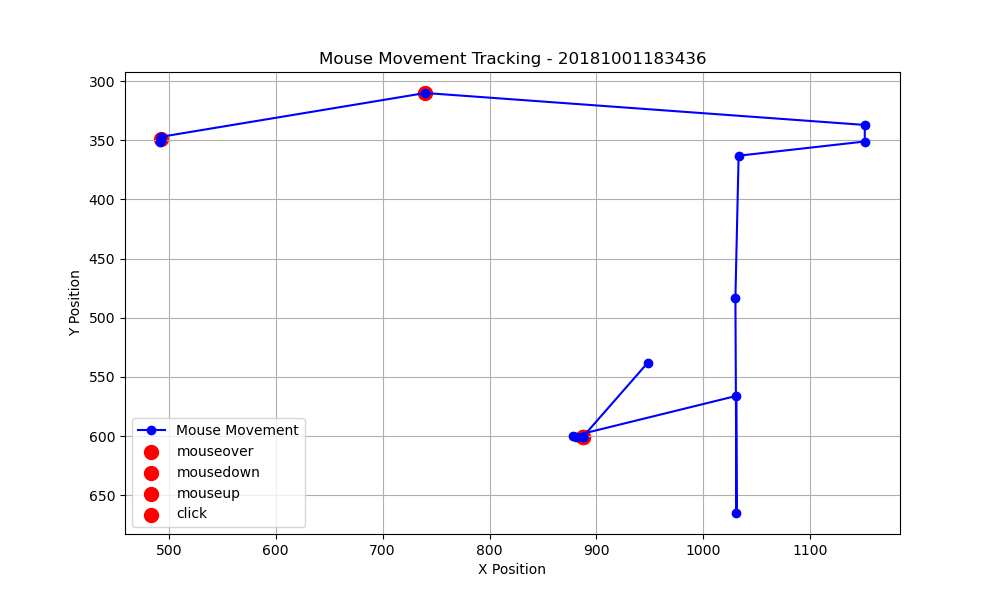 Mouse Movement Tracking - 20181001183436
300
350
400
450
500
550
600
650
Y Position
Mouse Movement
mouseover
mousedown
mouseup
click
500 600 700 800 900 1000 1100
X Position